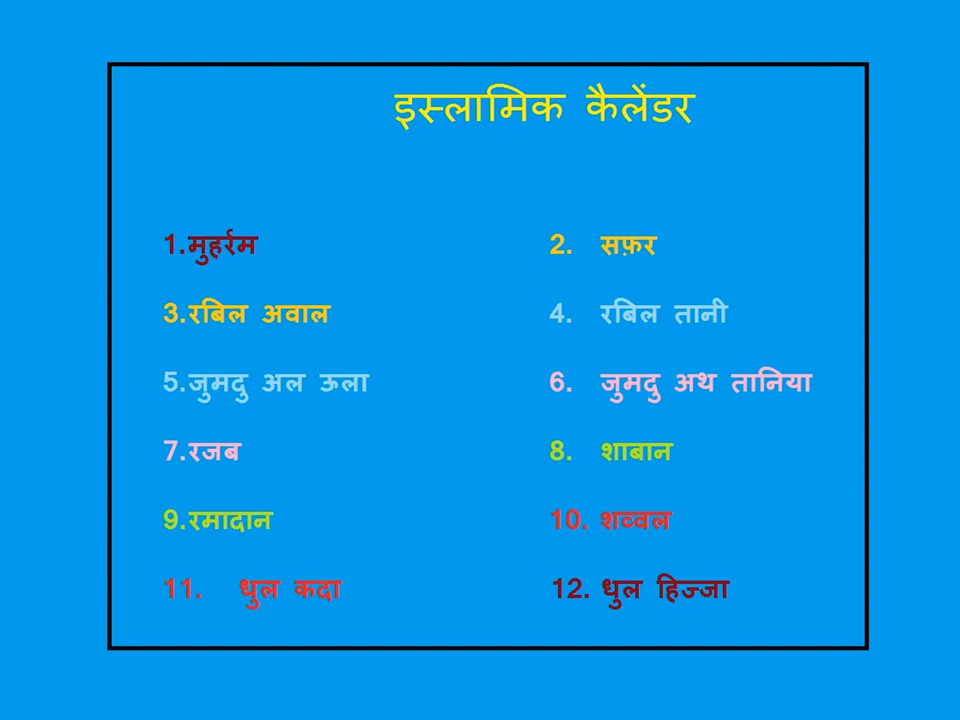 इस्लामिक कैलेंडर
1.मुहर्रम 2. सफ़र
3.रबिल अवाल 4. रबिल तानी
5.जुमदु अल ऊला 6. जुमदु अथ तानिया
7.रजब 8. शाबान
9.रमादान 10. शव्वल
11. धुल कदा 12. धुल हिज्जा